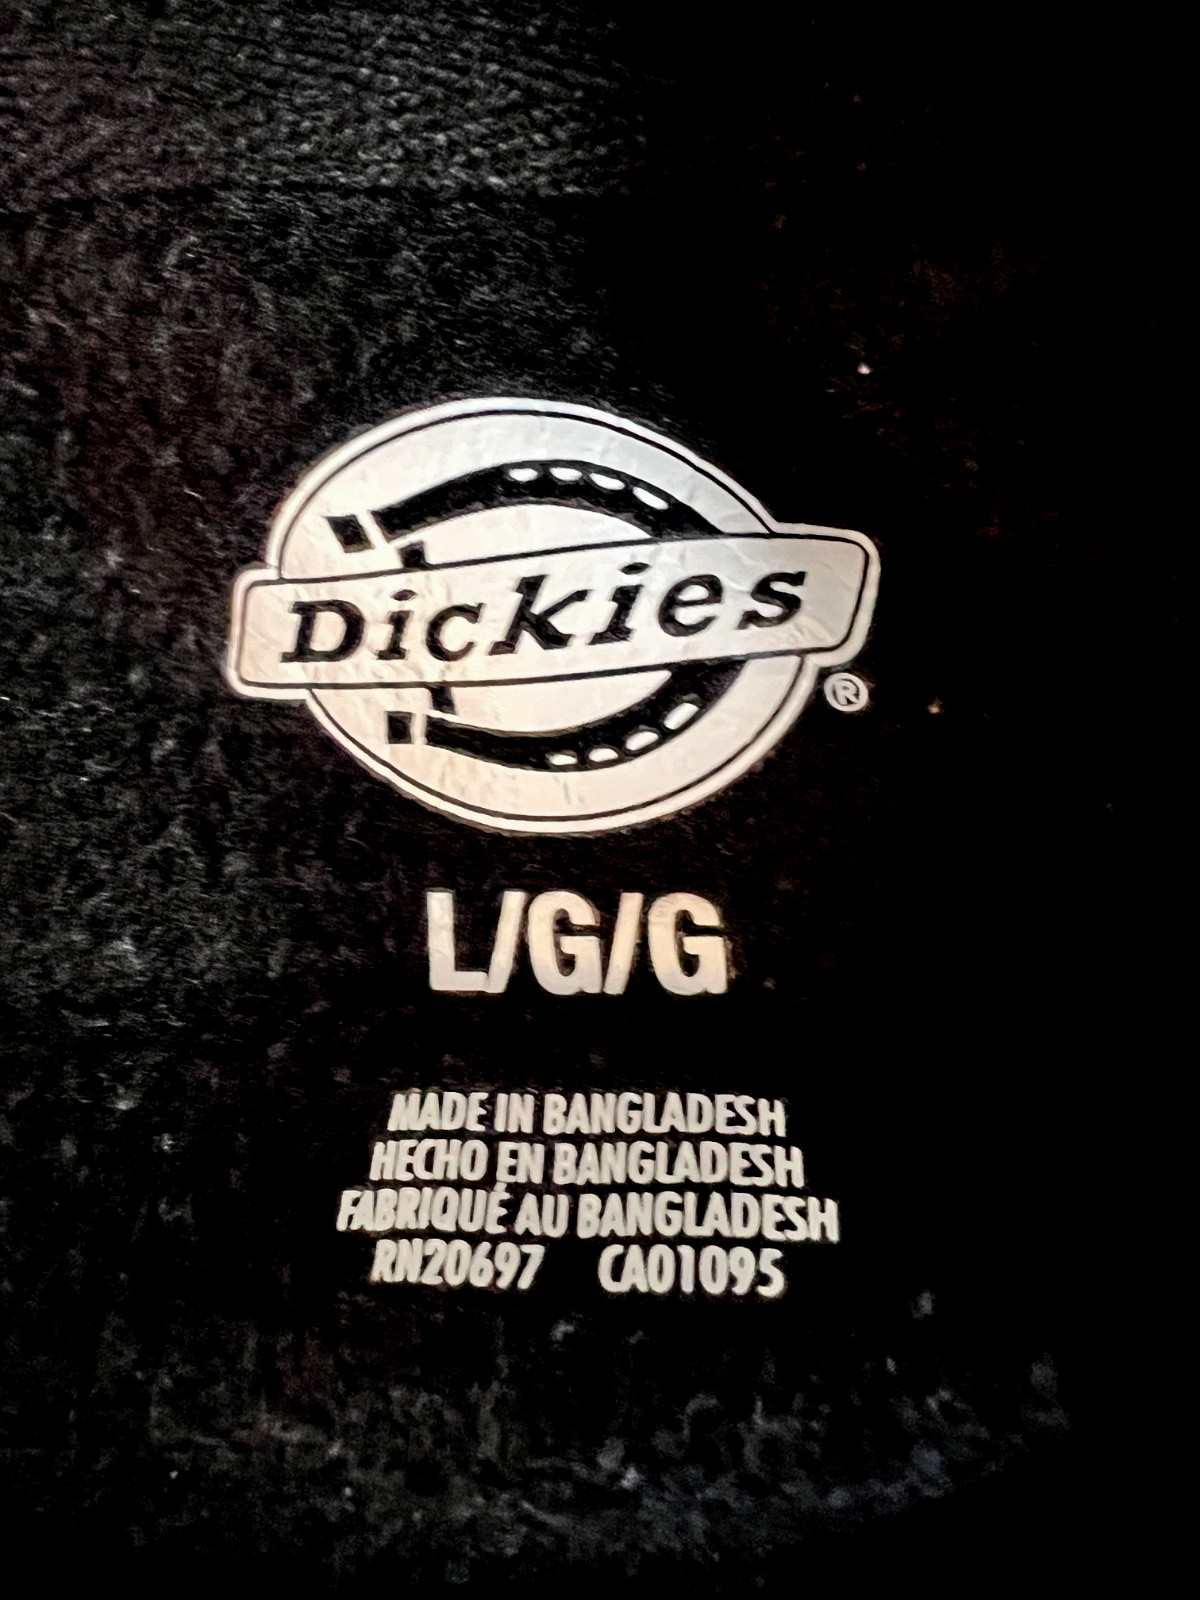 Dickies
®
L/G/G
MADE IN BANGLADESH
HECHO EN BANGLADESH
FABRIQUÉ AU BANGLADESH
RN20697 CA01095